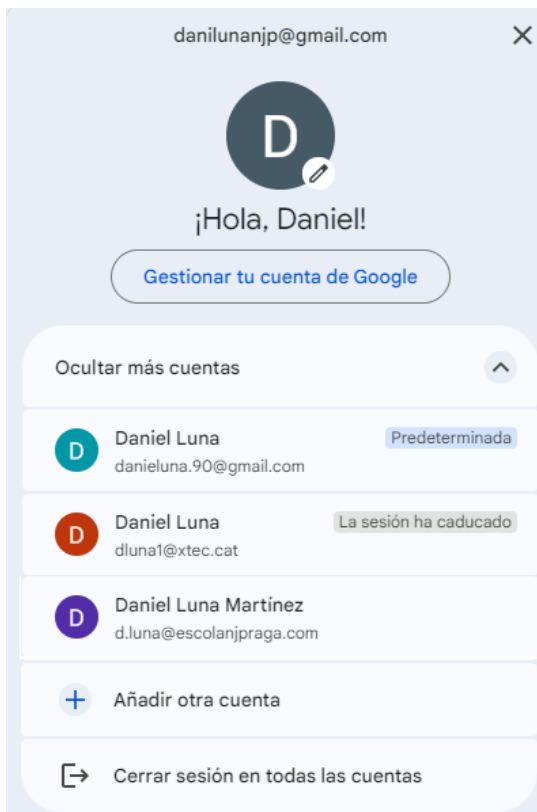 danilunanjp@gmail.com
D
¡Hola, Daniel!
Gestionar tu cuenta de Google
Ocultar más cuentas
D
Daniel Luna
Predeterminada
danieluna.90@gmail.com
D
Daniel Luna
La sesión ha caducado
dluna1@xtec.cat
D
Daniel Luna Martínez
d.luna@escolanjpraga.com
Añadir otra cuenta
Cerrar sesión en todas las cuentas